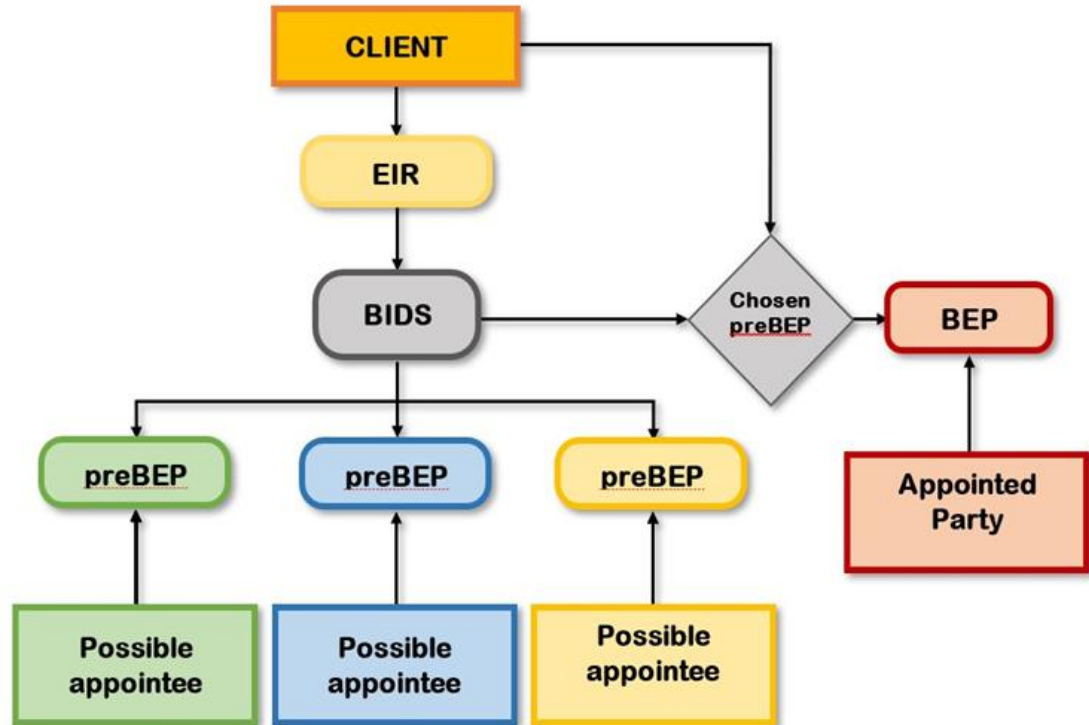 CLIENT
EIR
BIDS
Chosen
preBEP
BEP
preBEP
preBEP
preBEP
Appointed
Party
Possible
appointee
Possible
appointee
Possible
appointee